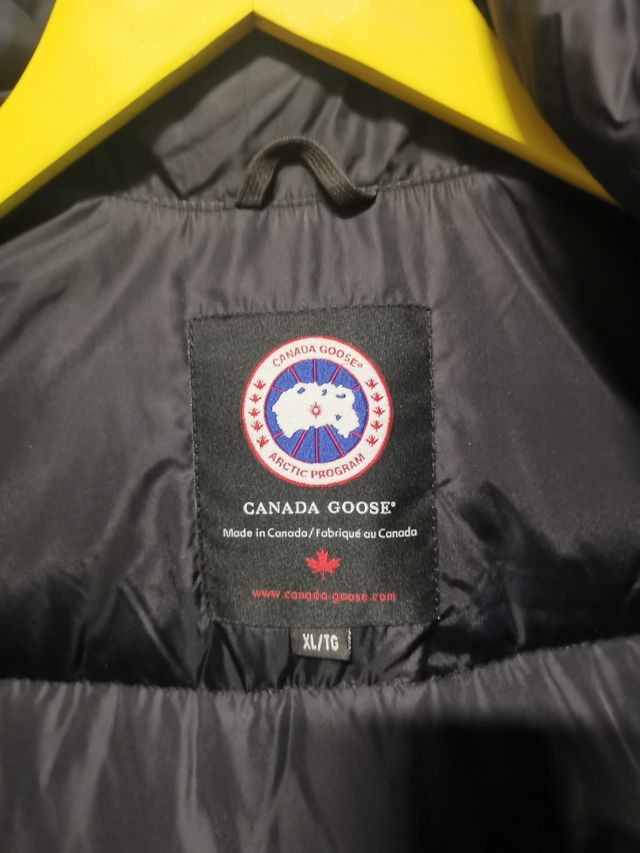 CANADA GOOSE®
ARCTIC PROGRAM
CANADA GOOSE®
Made in Canada/Fabriqué au Canada
www.canada-goose.com
XL/TG